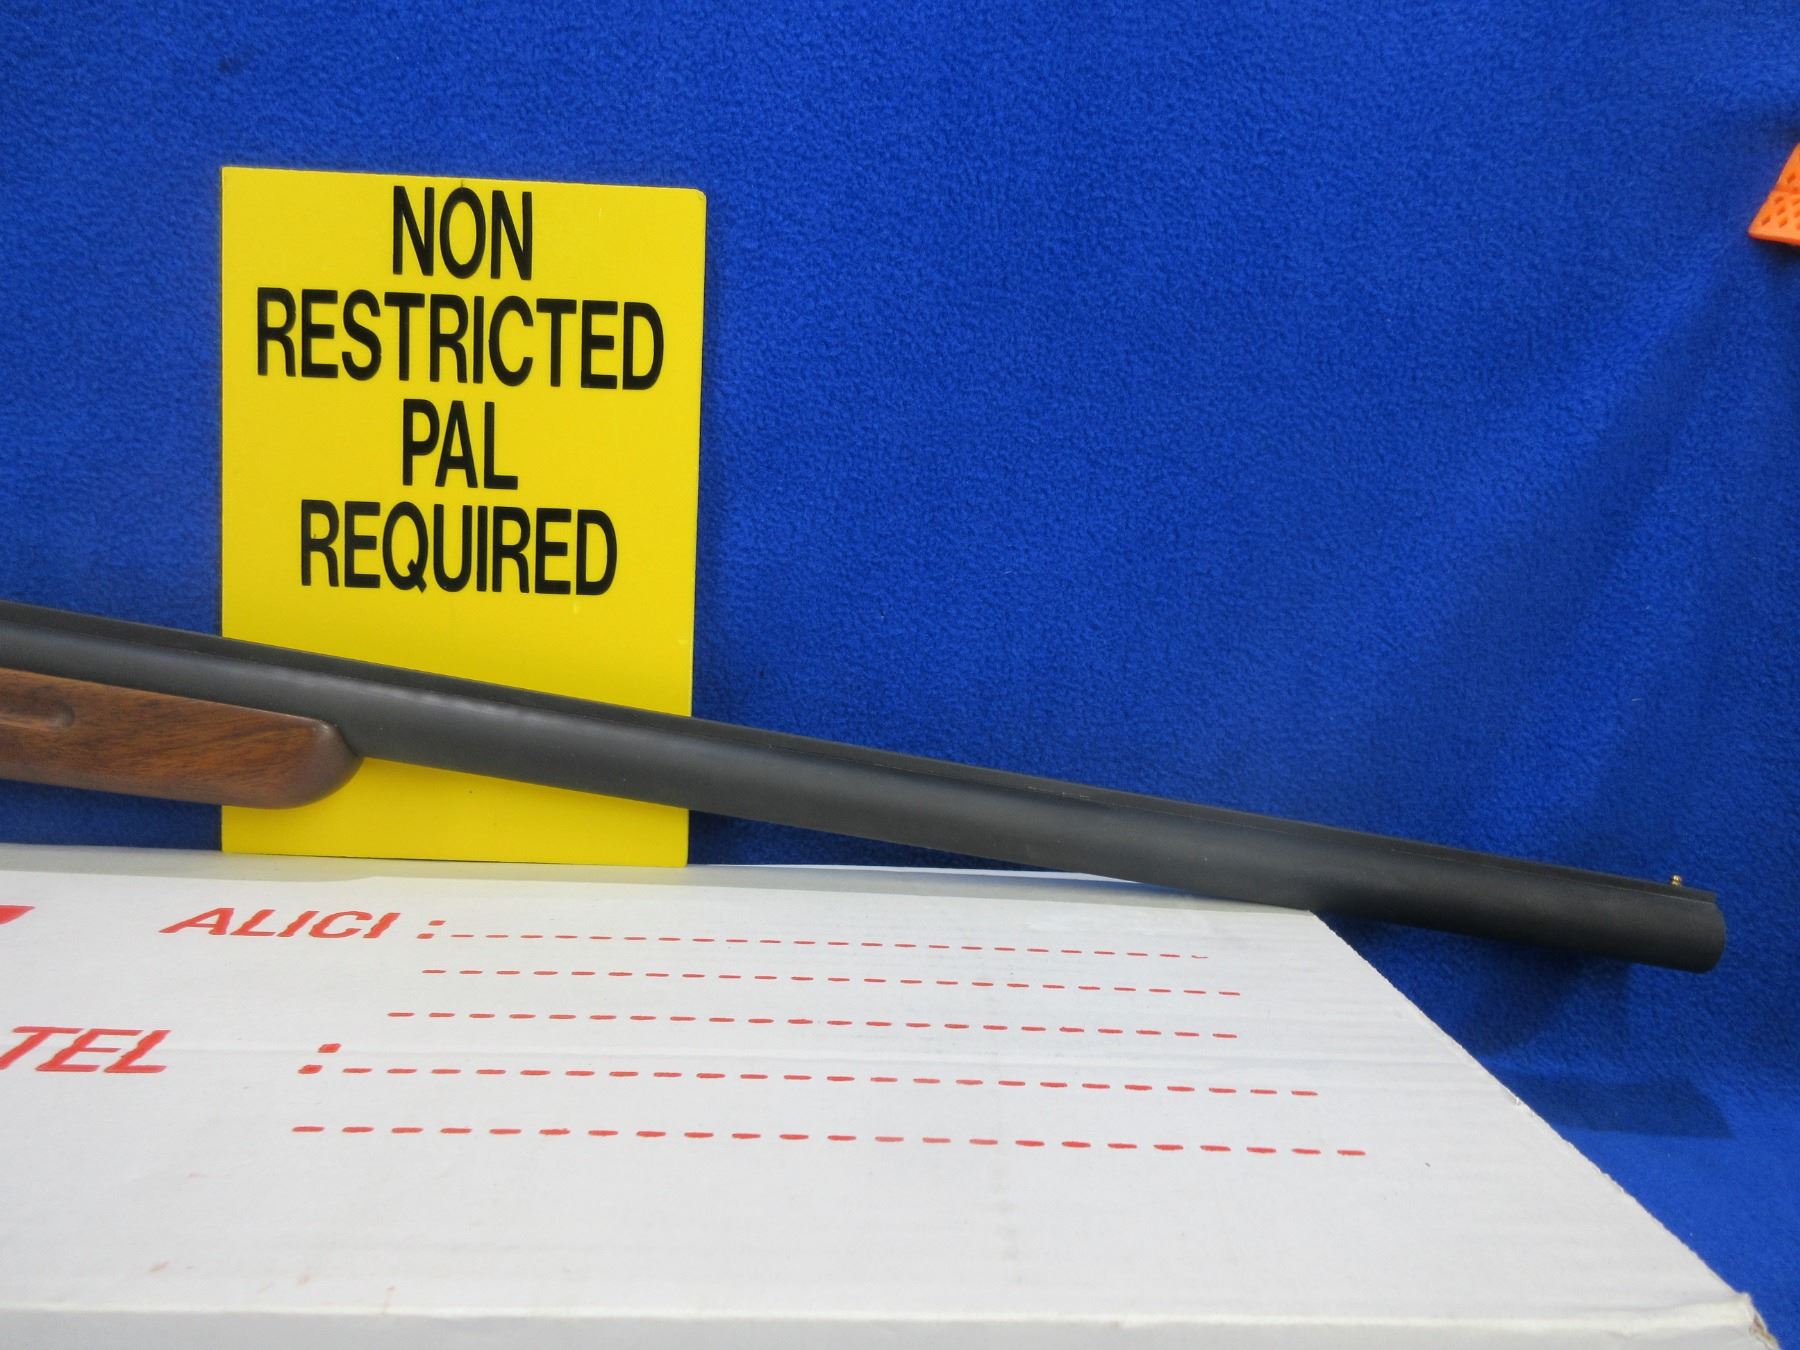 NON
RESTRICTED
PAL
REQUIRED
ALICI :
TEL :